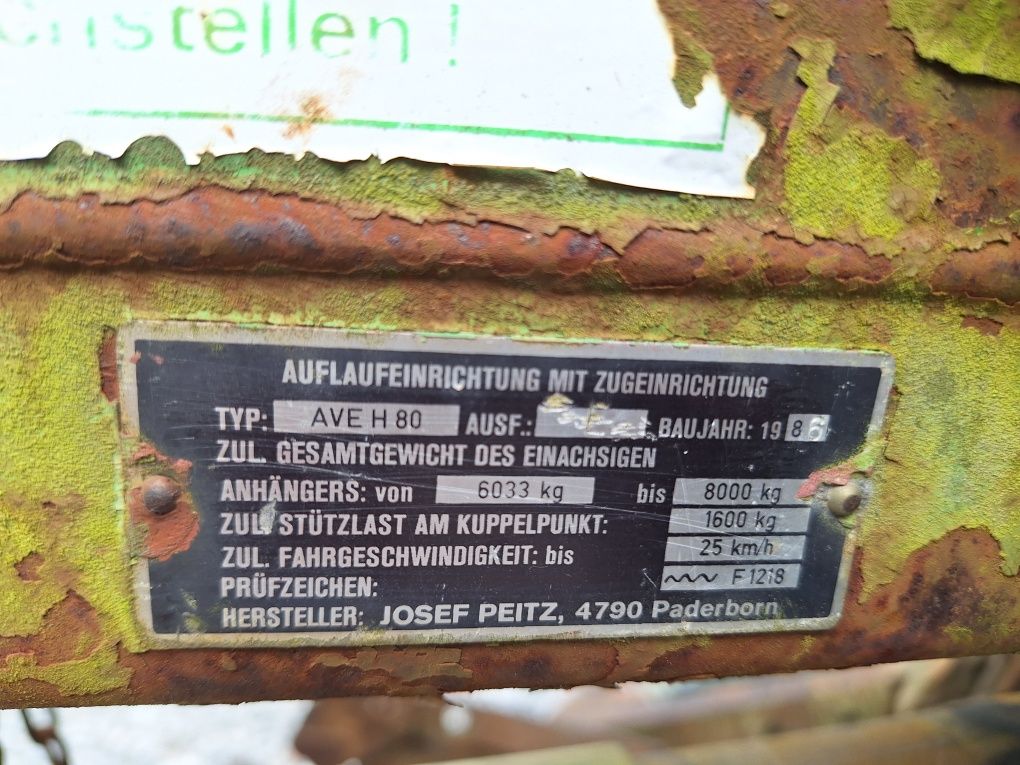 enstellen!
AUFLAUFEINRICHTUNG MIT ZUGEINRICHTUNG
TYP: AVE H 80 AUSF.: BAUJAHR: 1986
ZUL. GESAMTGEWICHT DES EINACHSIGEN
ANHÄNGERS: von 6033 kg bis 8000 kg
ZUL. STÜTZLAST AM KUPPELPUNKT: 1600 kg
ZUL. FAHRGESCHWINDIGKEIT: bis 25 km/h
PRÜFZEICHEN: F 1218
HERSTELLER: JOSEF PEITZ, 4790 Paderborn